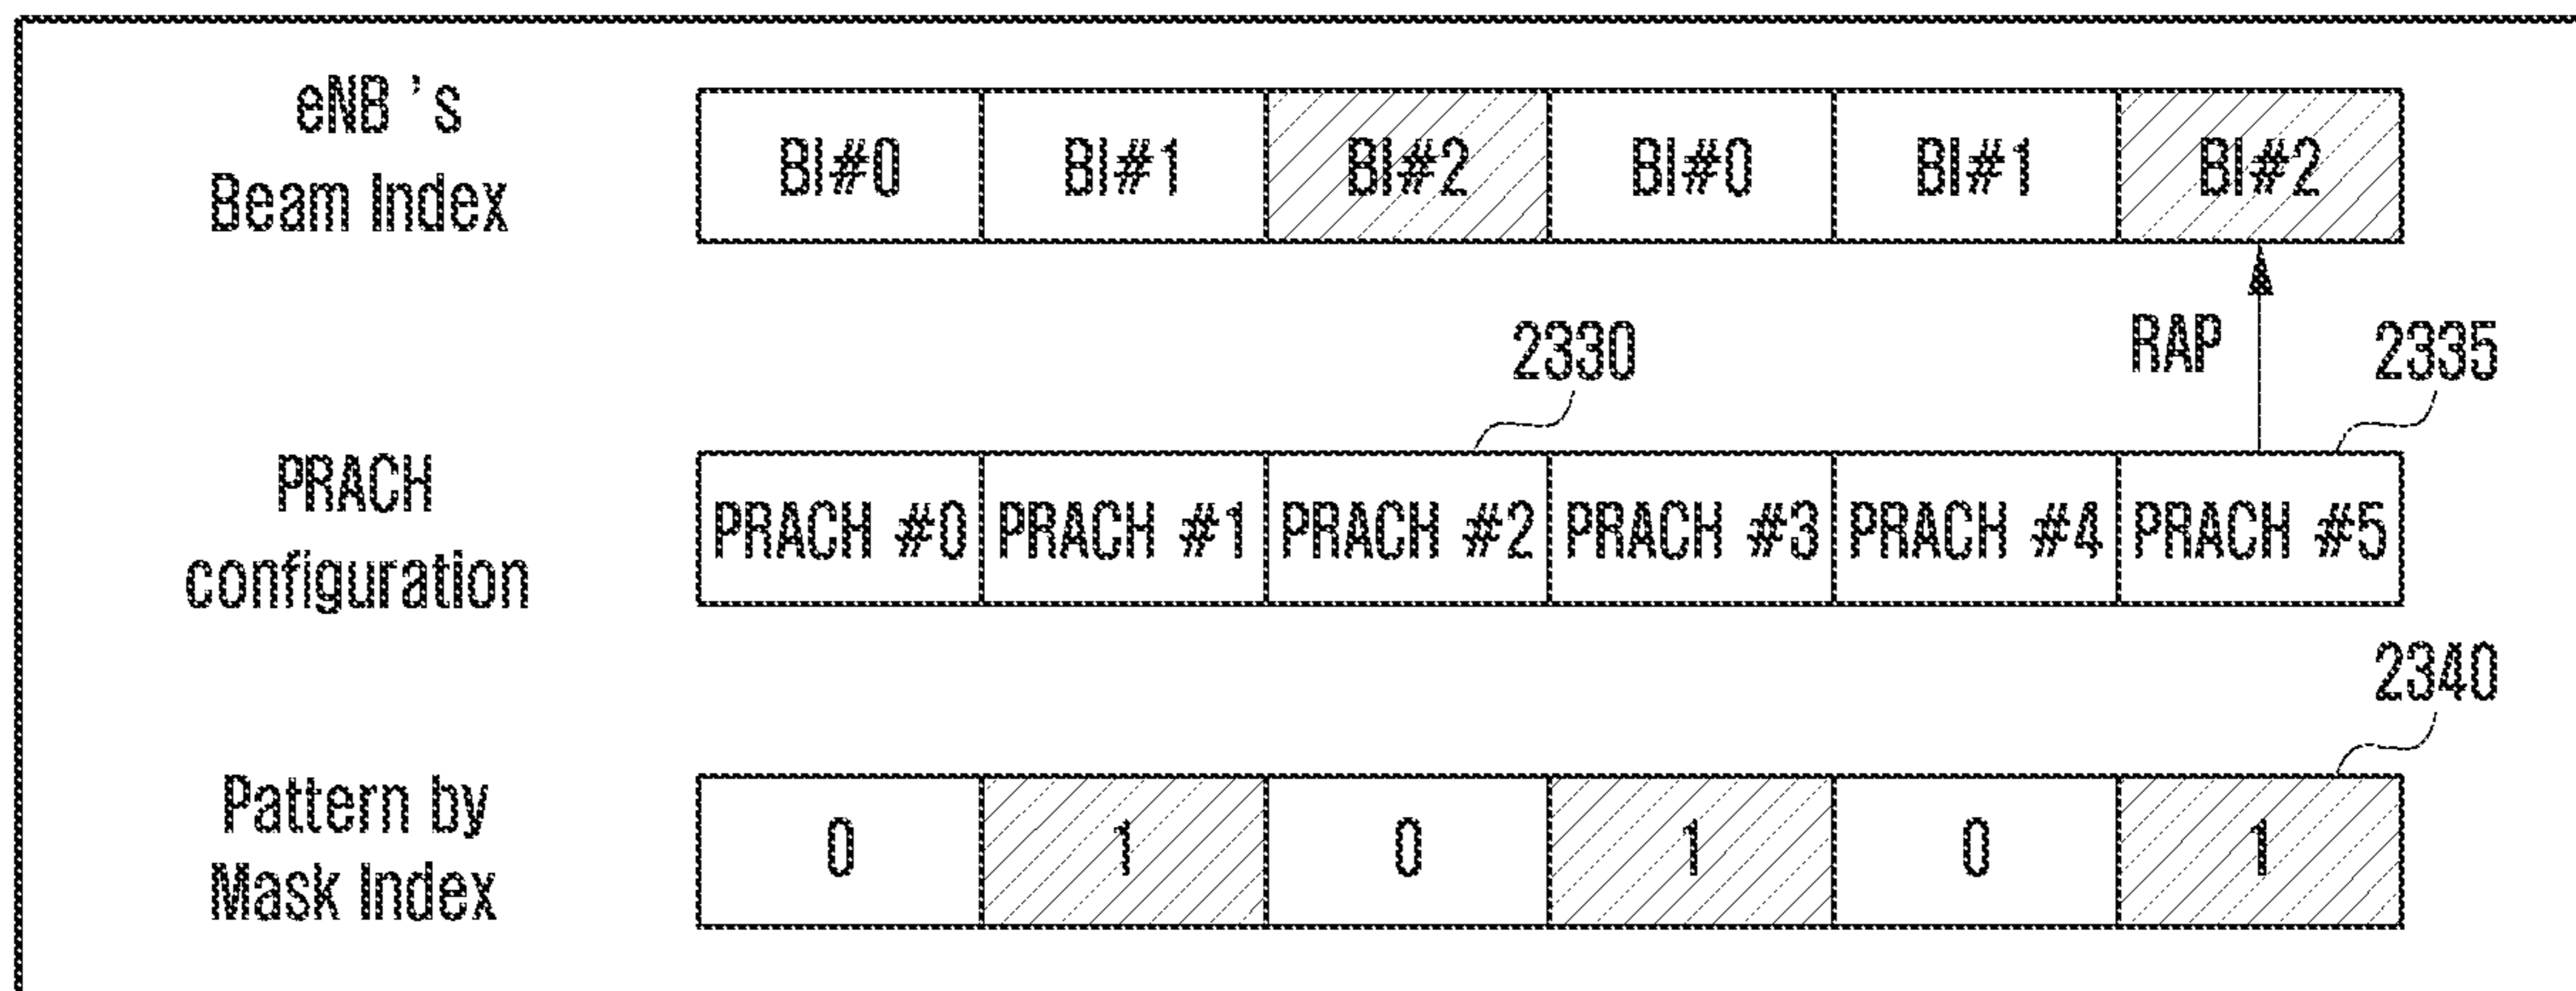 eNB's
Beam Index
BI#0 BI#1 BI#2 BI#0 BI#1 BI#2
2330 RAP 2335
PRACH
configuration
PRACH #0 PRACH #1 PRACH #2 PRACH #3 PRACH #4 PRACH #5
2340
Pattern by
Mask Index
0 1 0 1 0 1